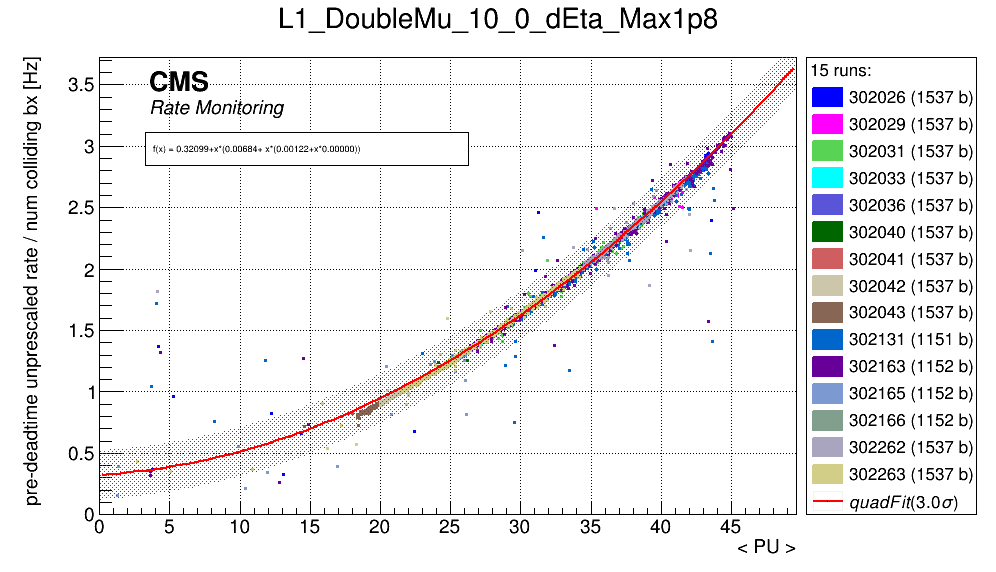 L1_DoubleMu_10_0_dEta_Max1p8
pre-deadtime unprescaled rate / num colliding bx [Hz]
CMS
Rate Monitoring
f(x) = 0.32099+x*(0.00684+ x*(0.00122+x*0.00000))
3.5
3
2.5
2
1.5
1
0.5
0
0 5 10 15 20 25 30 35 40 45
< PU >
15 runs:
302026 (1537 b)
302029 (1537 b)
302031 (1537 b)
302033 (1537 b)
302036 (1537 b)
302040 (1537 b)
302041 (1537 b)
302042 (1537 b)
302043 (1537 b)
302131 (1151 b)
302163 (1152 b)
302165 (1152 b)
302166 (1152 b)
302262 (1537 b)
302263 (1537 b)
quadFit(3.0σ)